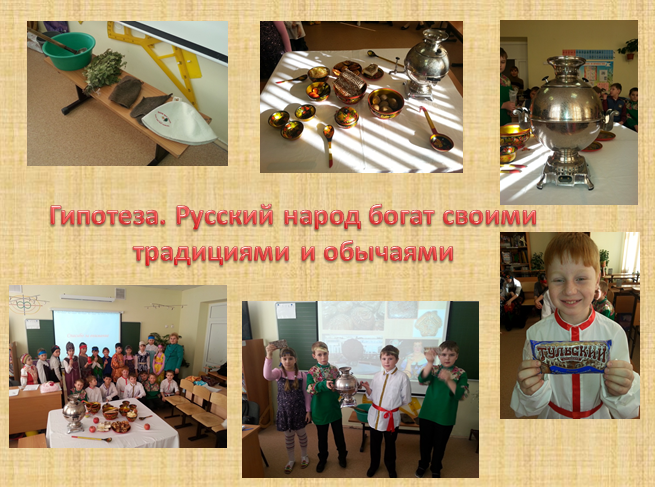 Гипотеза. Русский народ богат своими
традициями и обычаями
ТУЛЬСКИЙ